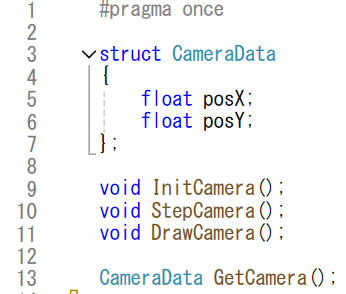 1 #pragma once
2
3 struct CameraData
4 {
5 float posX;
6 float posY;
7 };
8
9 void InitCamera();
10 void StepCamera();
11 void DrawCamera();
12
13 CameraData GetCamera();